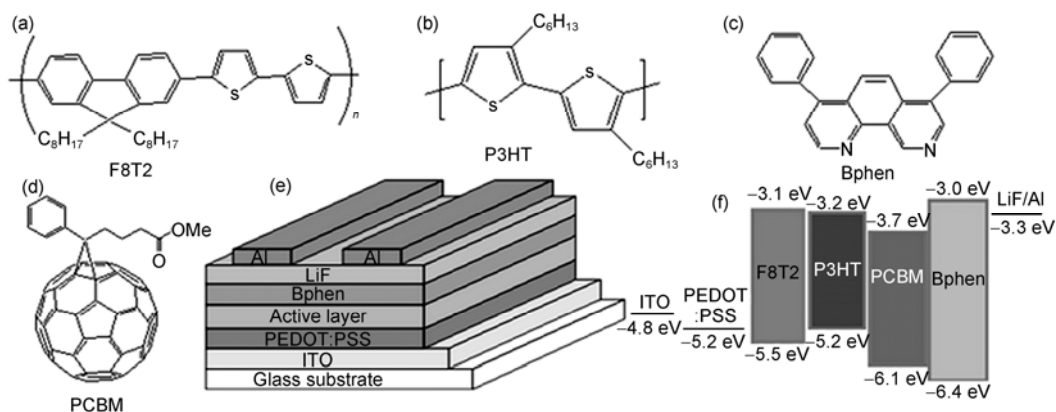 (a)
S
S
n
C₈H₁₇
C₈H₁₇
F8T2
(b)
C₆H₁₃
S
S
C₆H₁₃
P3HT
(c)
N
N
Bphen
(d)
OMe
O
PCBM
(e)
Al
Al
LiF
Bphen
Active layer
PEDOT:PSS
ITO
Glass substrate
(f)
ITO
−4.8 eV
PEDOT
:PSS
−5.2 eV
−3.1 eV
F8T2
−5.5 eV
−3.2 eV
P3HT
−5.2 eV
−3.7 eV
PCBM
−6.1 eV
−3.0 eV
Bphen
−6.4 eV
LiF/Al
−3.3 eV